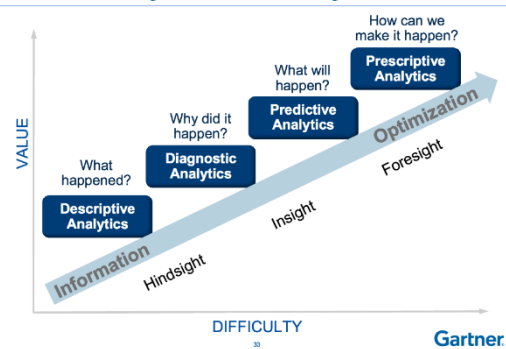 How can we
make it happen?
Prescriptive
Analytics
What will
happen?
Predictive
Analytics
Why did it
happen?
Diagnostic
Analytics
What
happened?
Descriptive
Analytics
VALUE
Information
Optimization
Hindsight
Insight
Foresight
DIFFICULTY
Gartner